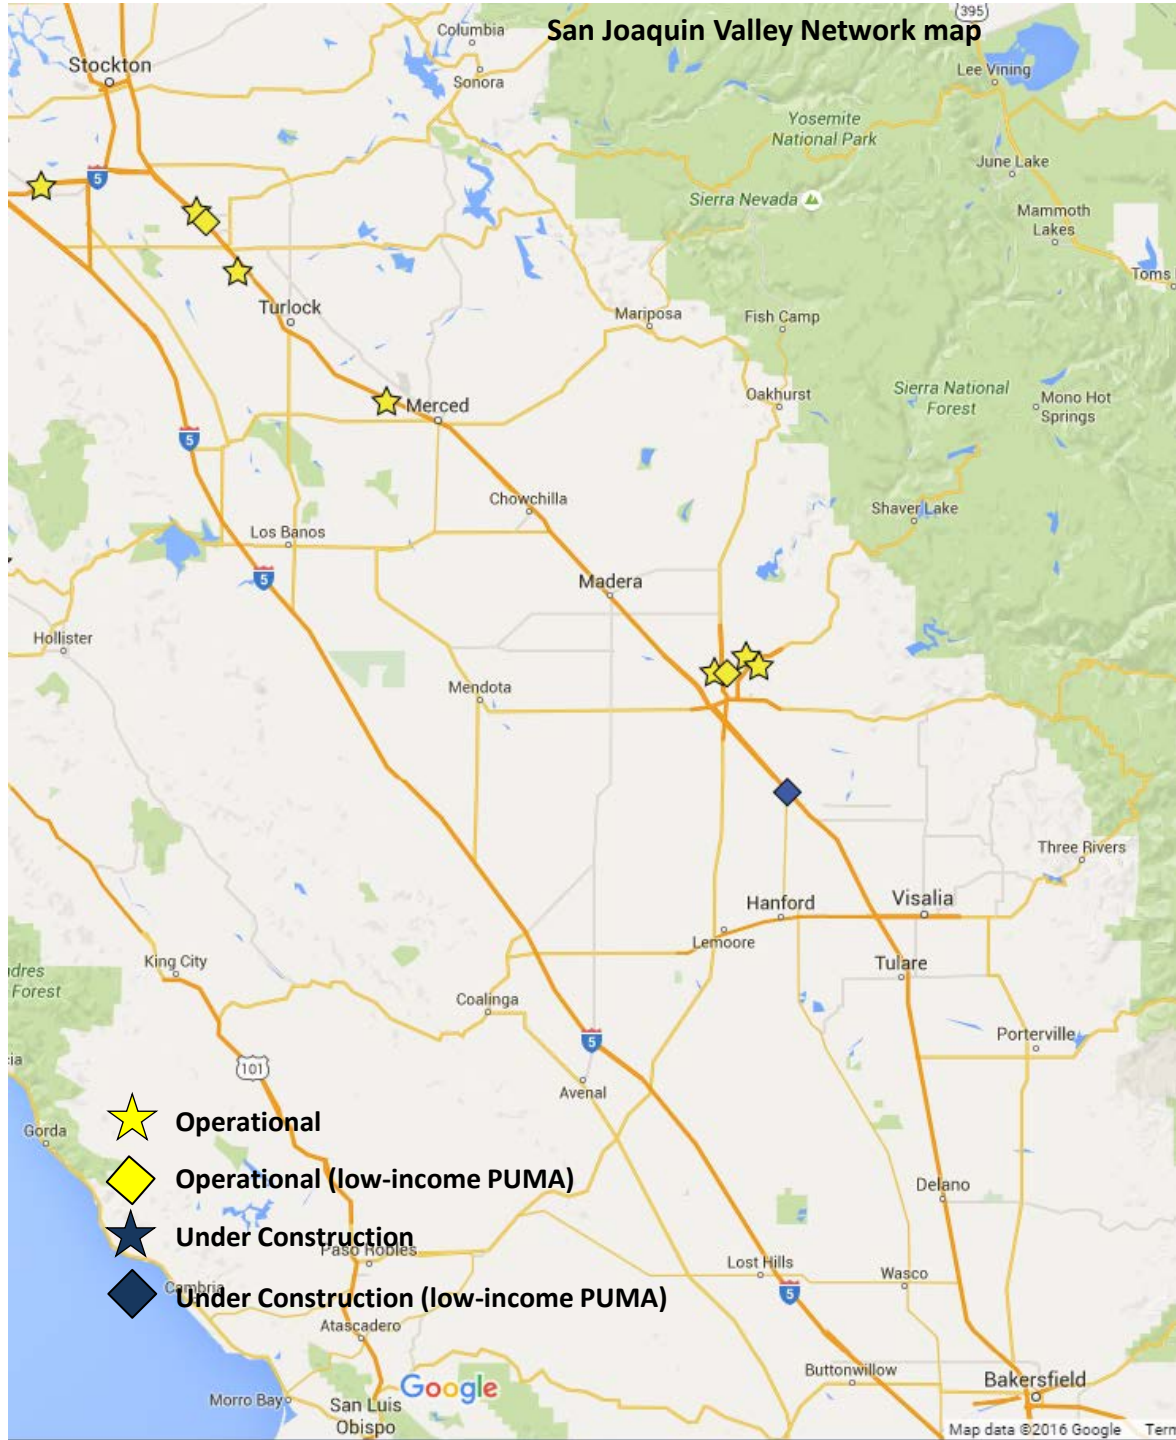 San Joaquin Valley Network map
395
Columbia
Stockton
Sonora
Lee Vining
Yosemite
National Park
June Lake
5
Sierra Nevada
Mammoth
Lakes
Toms
Turlock
Mariposa
Fish Camp
Oakhurst
Sierra National
Forest
Mono Hot
Springs
Merced
5
Chowchilla
Shaver Lake
Los Banos
5
Madera
Hollister
Mendota
Three Rivers
Hanford
Visalia
Lemoore
King City
Tulare
dres
Forest
Coalinga
5
Porterville
ia
101
Avenal
Operational
Gorda
Operational (low-income PUMA)
Delano
Under Construction
Paso Robles
Lost Hills
Wasco
5
Cambria
Under Construction (low-income PUMA)
Atascadero
Buttonwillow
Bakersfield
Google
Morro Bay
San Luis
Obispo
Map data ©2016 Google
Term